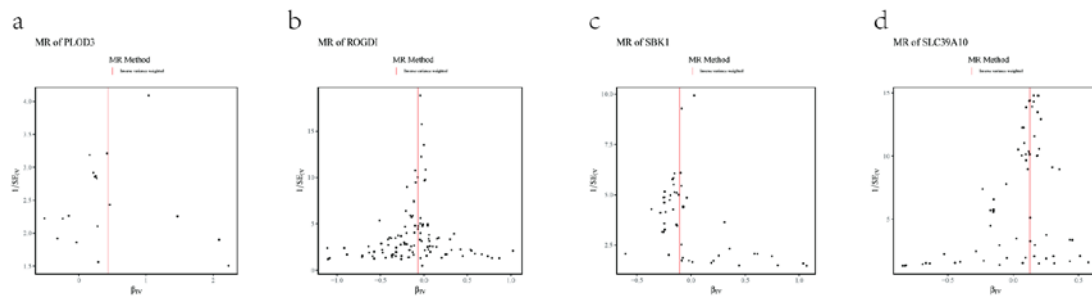 a
MR of PLOD3
MR Method
Inverse variance weighted
4.0
3.5
3.0
2.5
2.0
1.5
1/SE_IV
0 1 2
β_IV
b
MR of ROGDI
MR Method
Inverse variance weighted
15
10
5
0
1/SE_IV
-1.0 -0.5 0.0 0.5 1.0
β_IV
c
MR of SBK1
MR Method
Inverse variance weighted
10.0
7.5
5.0
2.5
1/SE_IV
-0.5 0.0 0.5 1.0
β_IV
d
MR of SLC39A10
MR Method
Inverse variance weighted
15
10
5
1/SE_IV
-0.5 0.0 0.5
β_IV